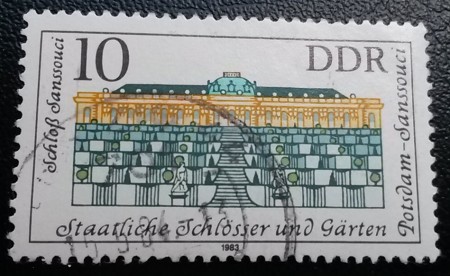 10 DDR
Schloß Sanssouci
Potsdam-Sanssouci
Staatliche Schlösser und Gärten
1983